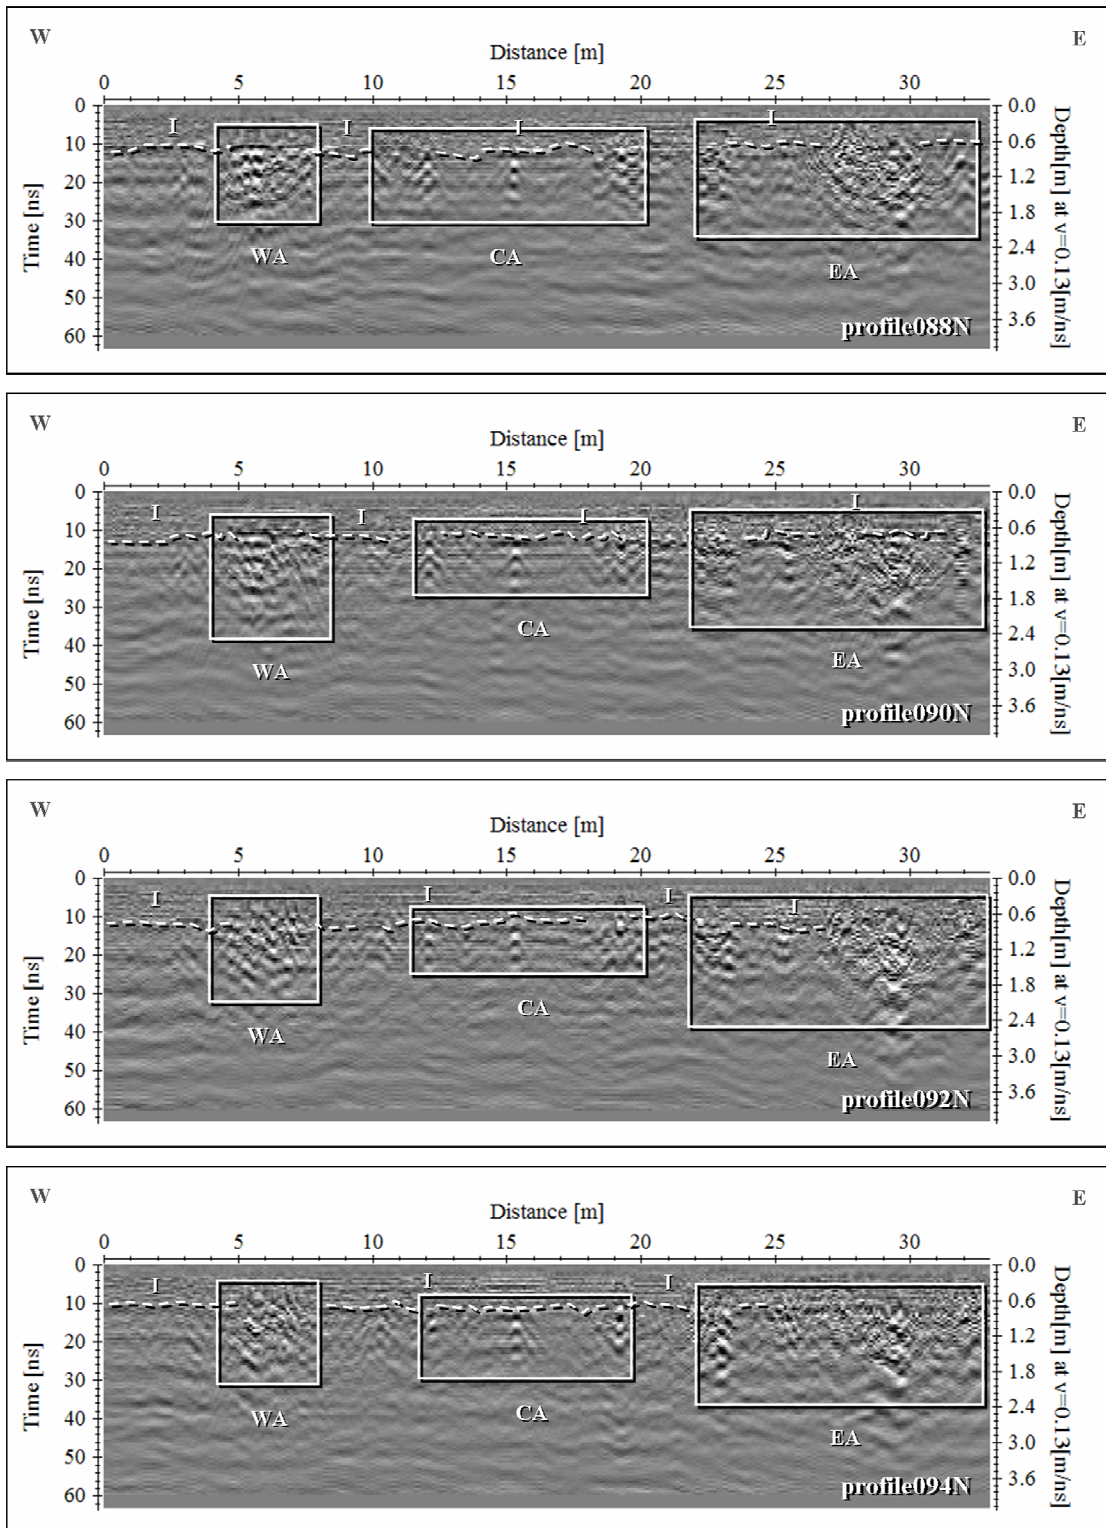 W E
Distance [m]
0 5 10 15 20 25 30
Time [ns]
0
10
20
30
40
50
60
I I I I
WA CA EA
profile088N
0.0
0.6
1.2
1.8
2.4
3.0
3.6
Depth[m] at v=0.13[m/ns]
W E
Distance [m]
0 5 10 15 20 25 30
Time [ns]
0
10
20
30
40
50
60
I I I I
WA CA EA
profile090N
0.0
0.6
1.2
1.8
2.4
3.0
3.6
Depth[m] at v=0.13[m/ns]
W E
Distance [m]
0 5 10 15 20 25 30
Time [ns]
0
10
20
30
40
50
60
I I I I
WA CA EA
profile092N
0.0
0.6
1.2
1.8
2.4
3.0
3.6
Depth[m] at v=0.13[m/ns]
W E
Distance [m]
0 5 10 15 20 25 30
Time [ns]
0
10
20
30
40
50
60
I I I
WA CA EA
profile094N
0.0
0.6
1.2
1.8
2.4
3.0
3.6
Depth[m] at v=0.13[m/ns]